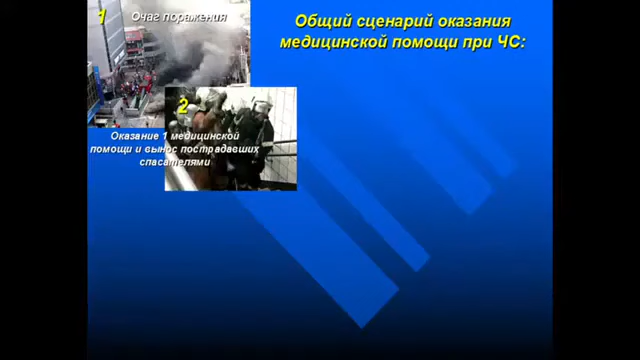 1
Очаг поражения
Общий сценарий оказания
медицинской помощи при ЧС:
2
Оказание 1 медицинской
помощи и вынос пострадавших
спасателями